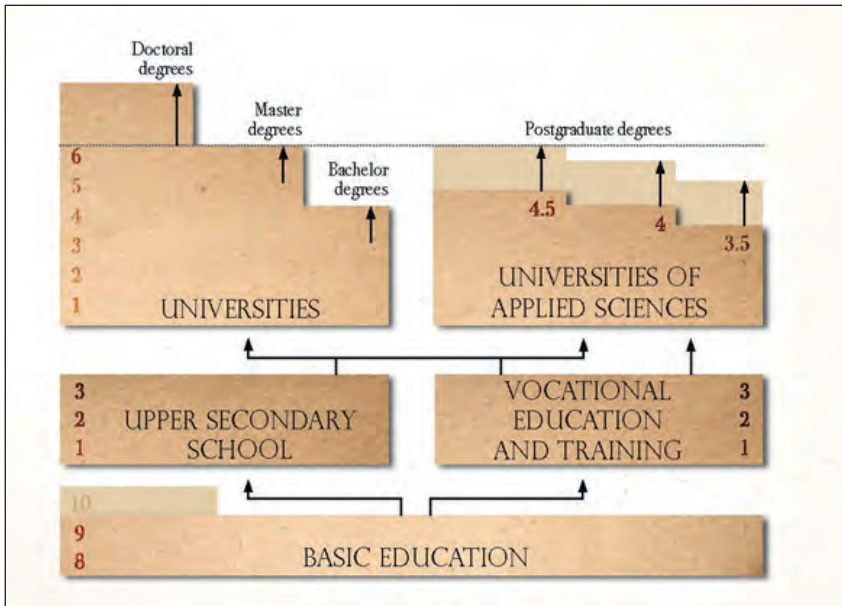 Doctoral
degrees
Master
degrees
Bachelor
degrees
Postgraduate degrees
6
5
4
3
2
1
UNIVERSITIES
4.5
4
3.5
UNIVERSITIES OF
APPLIED SCIENCES
3
2
1
UPPER SECONDARY
SCHOOL
VOCATIONAL
EDUCATION
AND TRAINING
3
2
1
10
9
8
BASIC EDUCATION